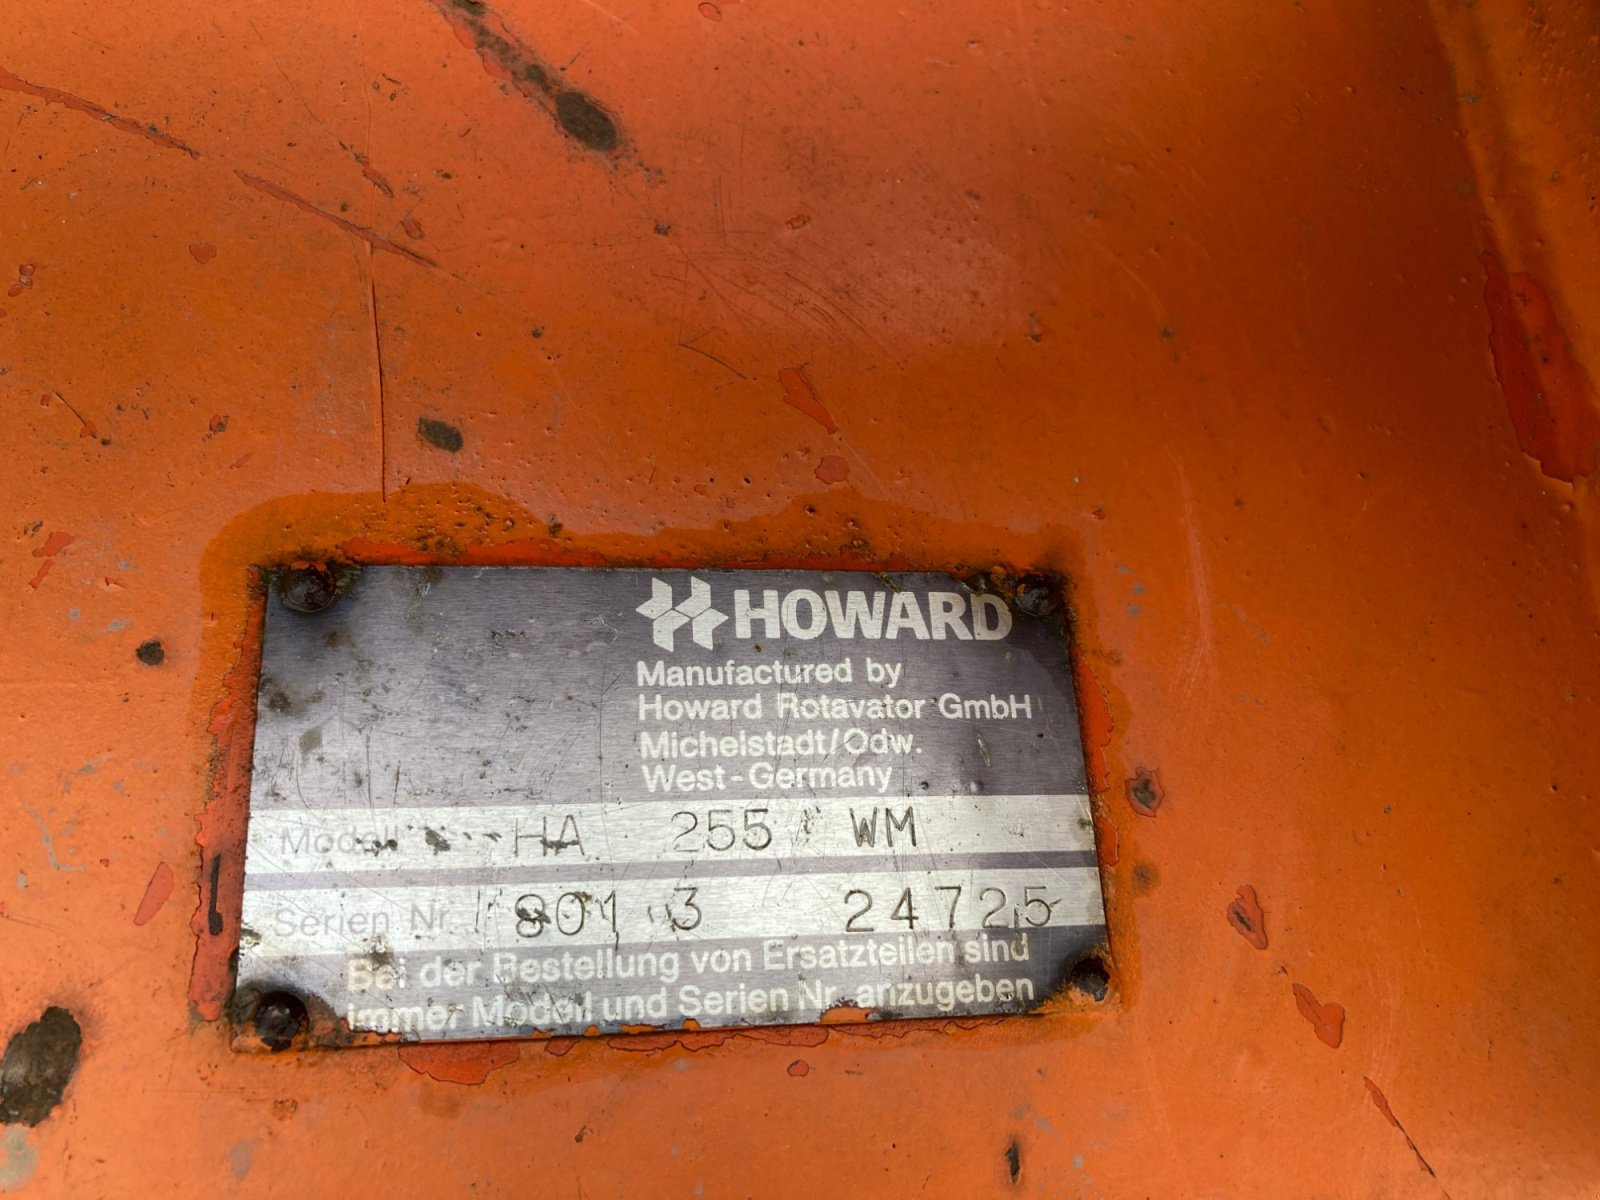 HOWARD
Manufactured by
Howard Rotavator GmbH
Michelstadt/Odw.
West-Germany
Modell HA 255 WM
Serien Nr. 801 3 24725
Bei der Bestellung von Ersatzteilen sind
immer Modell und Serien Nr. anzugeben